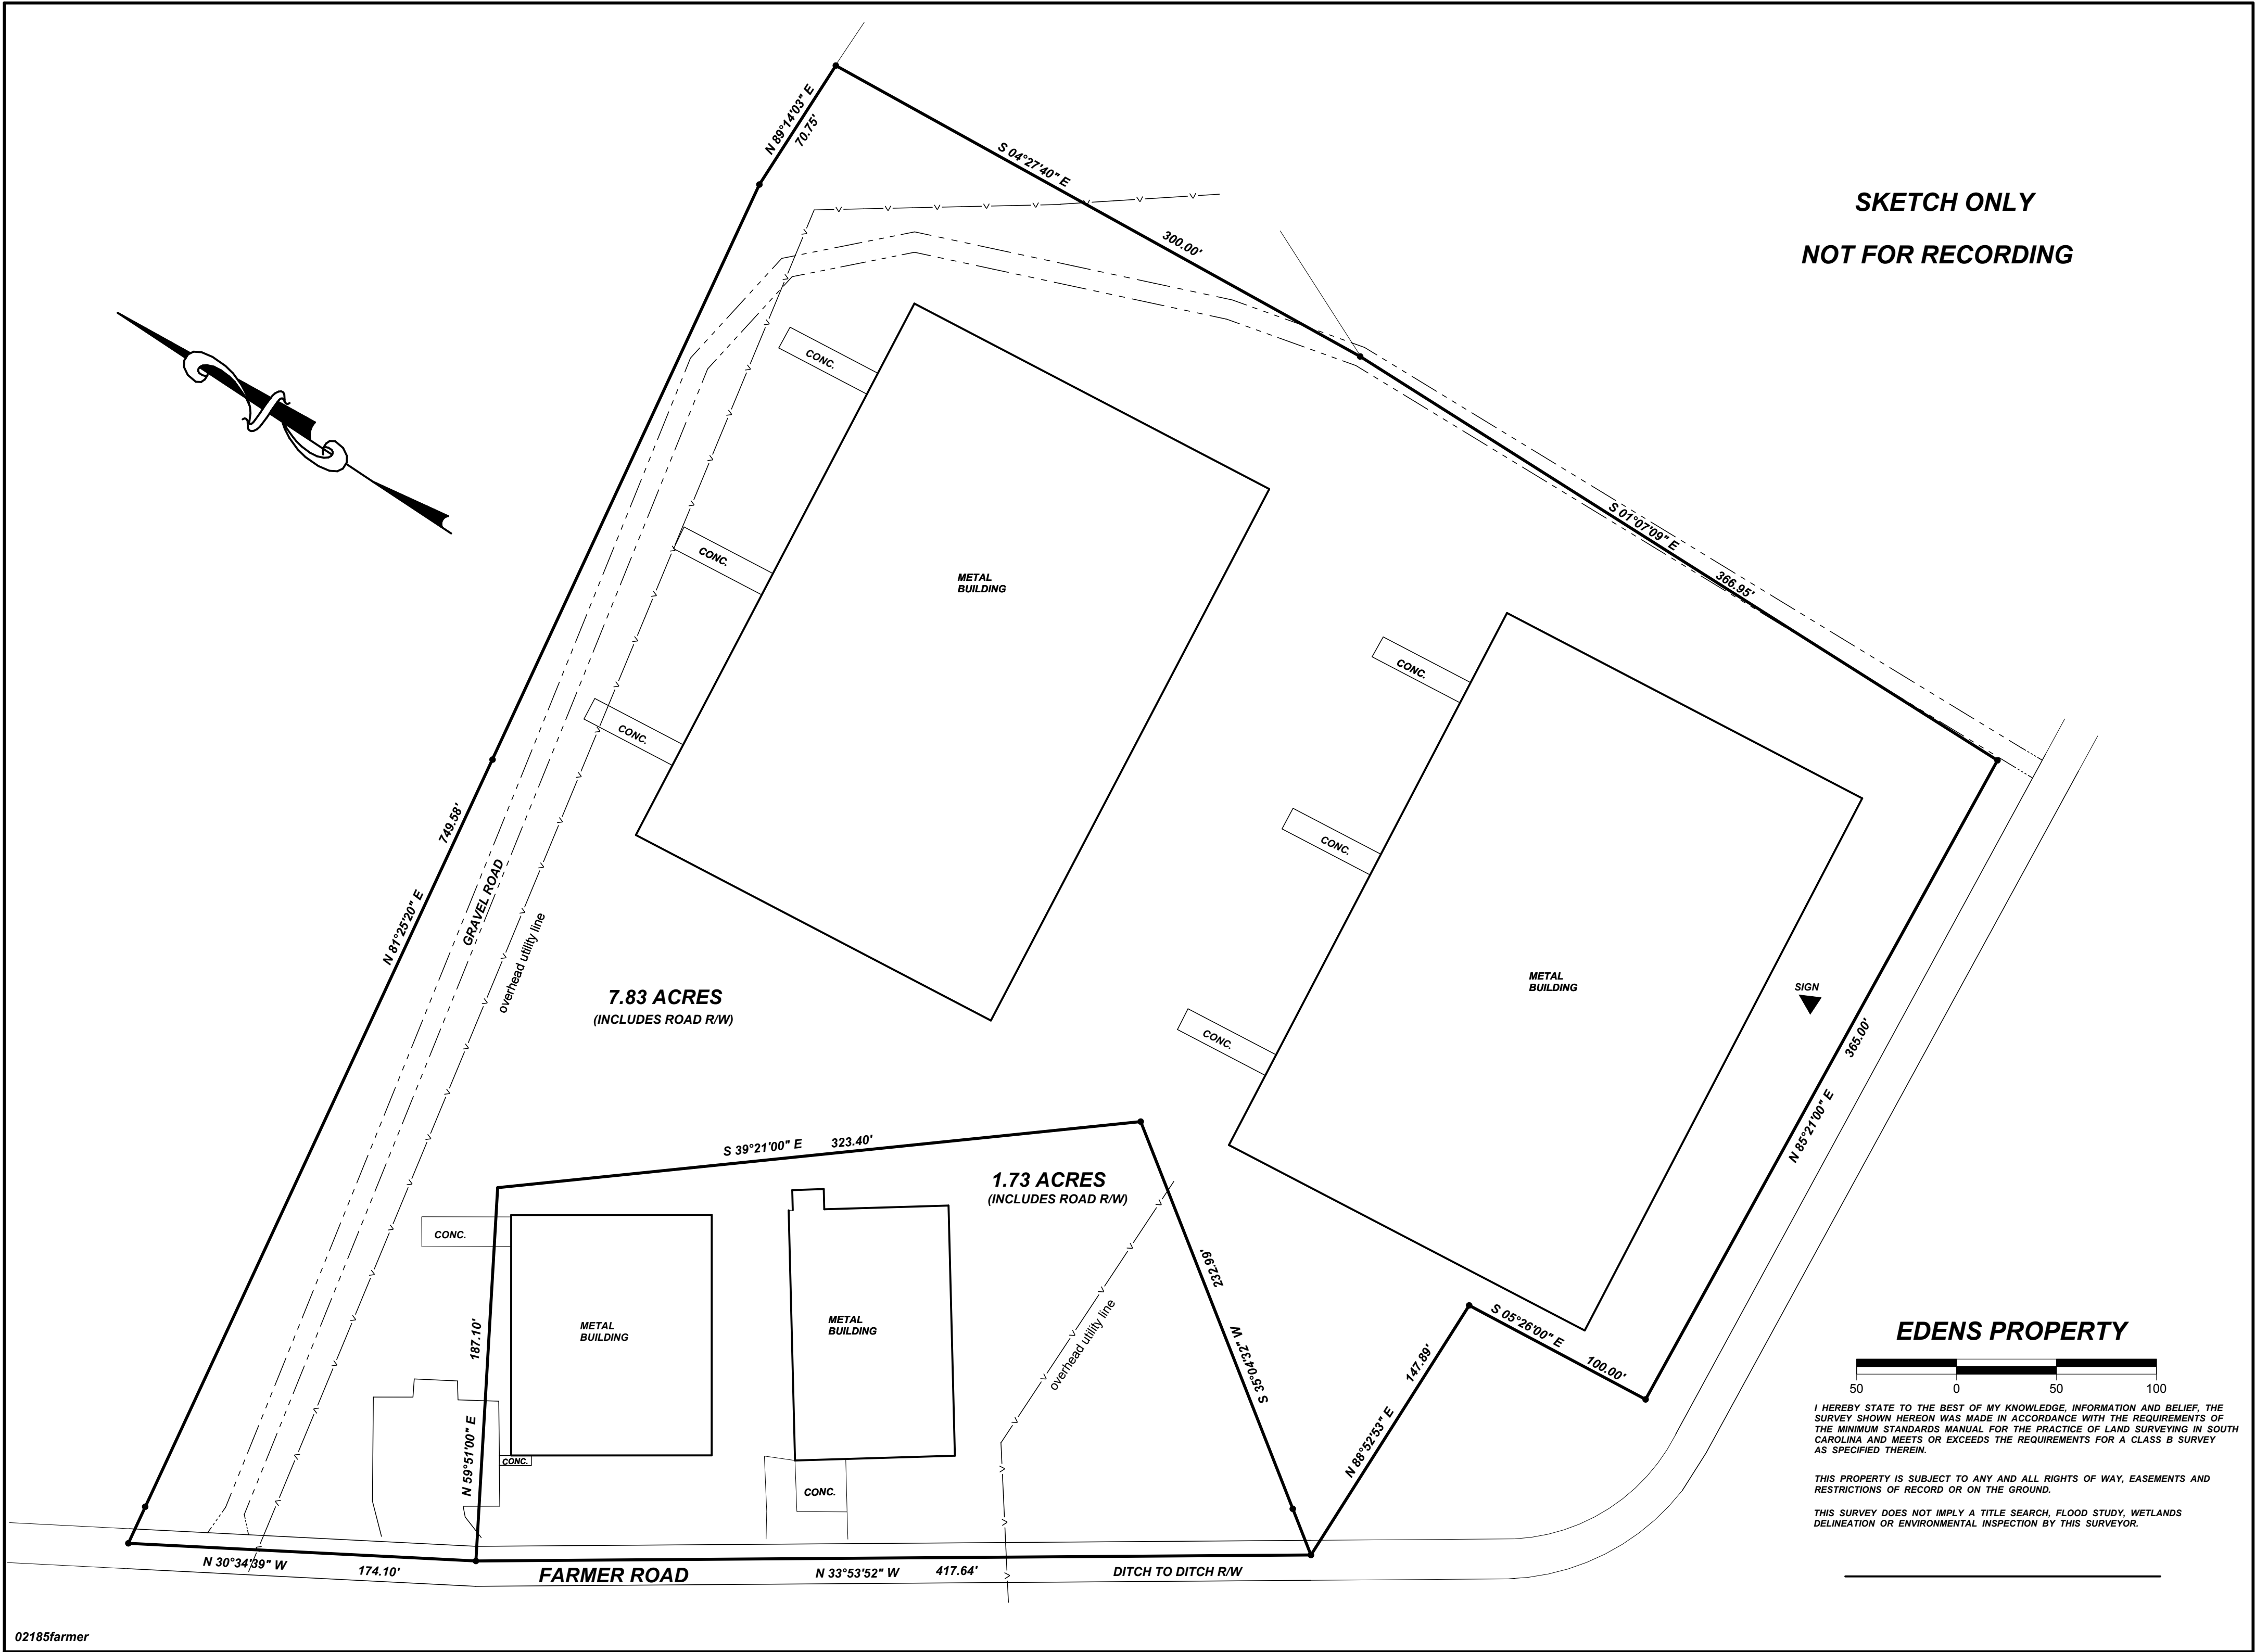 N 89°14'03" E
70.75'
S 04°27'40" E
300.00'
SKETCH ONLY
NOT FOR RECORDING
CONC.
CONC.
CONC.
METAL
BUILDING
S 01°07'09" E
366.95'
CONC.
CONC.
CONC.
METAL
BUILDING
SIGN
365.00'
N 85°21'00" E
749.58'
N 81°25'20" E
GRAVEL ROAD
overhead utility line
7.83 ACRES
(INCLUDES ROAD R/W)
S 39°21'00" E 323.40'
1.73 ACRES
(INCLUDES ROAD R/W)
CONC.
METAL
BUILDING
METAL
BUILDING
187.10'
N 59°51'00" E
CONC.
CONC.
overhead utility line
232.99'
S 35°04'32" W
147.89'
N 88°52'53" E
S 05°26'00" E
100.00'
N 30°34'39" W 174.10'
FARMER ROAD
N 33°53'52" W 417.64'
DITCH TO DITCH R/W
EDENS PROPERTY
50 0 50 100
I HEREBY STATE TO THE BEST OF MY KNOWLEDGE, INFORMATION AND BELIEF, THE
SURVEY SHOWN HEREON WAS MADE IN ACCORDANCE WITH THE REQUIREMENTS OF
THE MINIMUM STANDARDS MANUAL FOR THE PRACTICE OF LAND SURVEYING IN SOUTH
CAROLINA AND MEETS OR EXCEEDS THE REQUIREMENTS FOR A CLASS B SURVEY
AS SPECIFIED THEREIN.
THIS PROPERTY IS SUBJECT TO ANY AND ALL RIGHTS OF WAY, EASEMENTS AND
RESTRICTIONS OF RECORD OR ON THE GROUND.
THIS SURVEY DOES NOT IMPLY A TITLE SEARCH, FLOOD STUDY, WETLANDS
DELINEATION OR ENVIRONMENTAL INSPECTION BY THIS SURVEYOR.
02185farmer